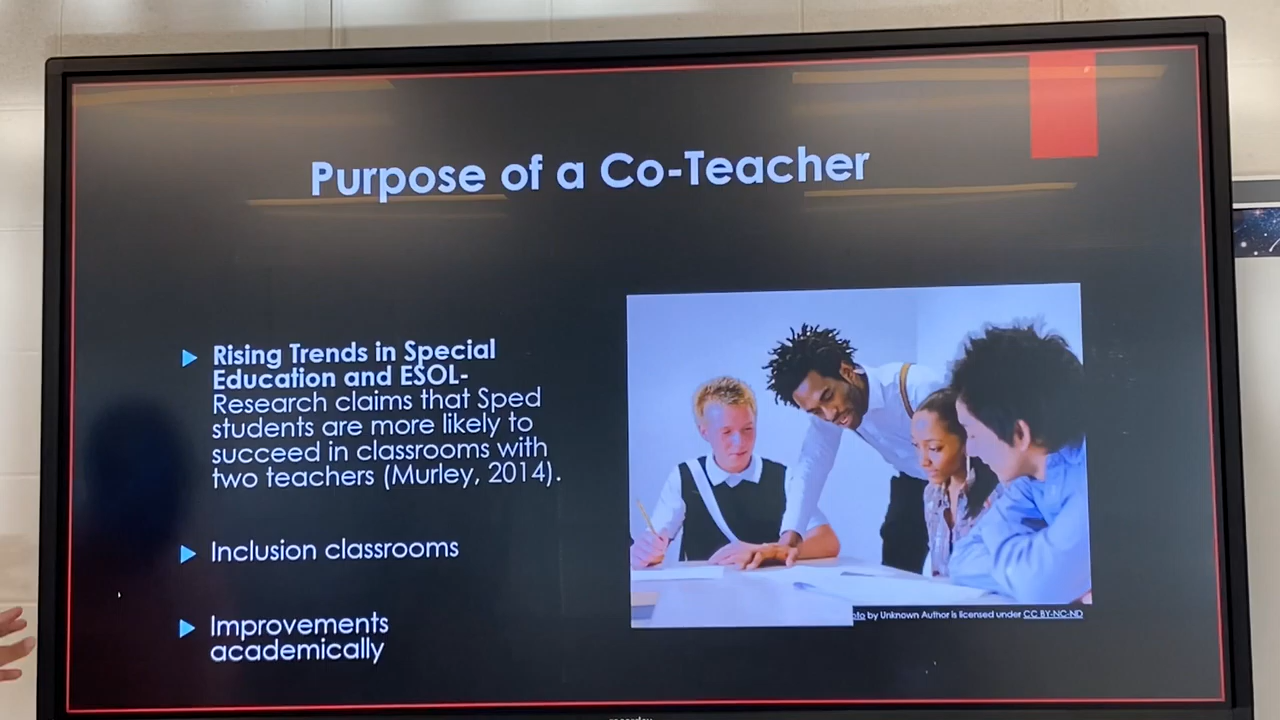 Purpose of a Co-Teacher
Rising Trends in Special
Education and ESOL-
Research claims that Sped
students are more likely to
succeed in classrooms with
two teachers (Murley, 2014).
Inclusion classrooms
Improvements
academically
by Unknown Author is licensed under CC BY-NC-ND